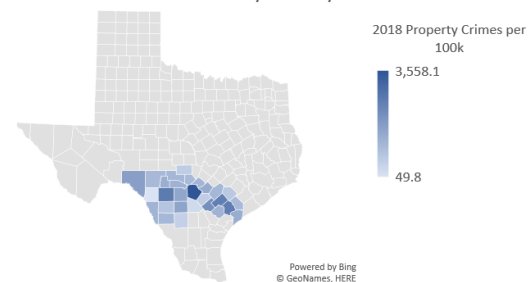 2018 Property Crimes per
100k
3,558.1
49.8
Powered by Bing
© GeoNames, HERE